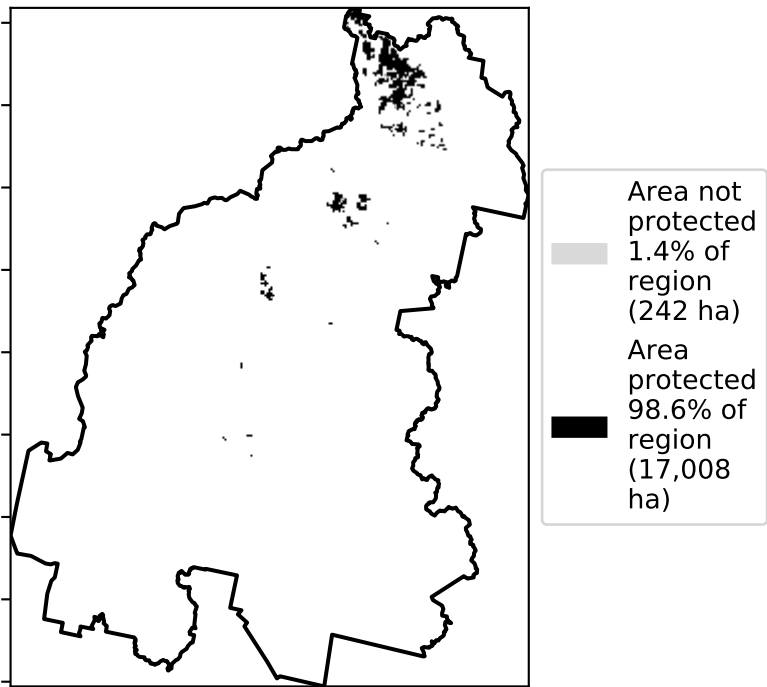 Area not
protected
1.4% of
region
(242 ha)
Area
protected
98.6% of
region
(17,008
ha)